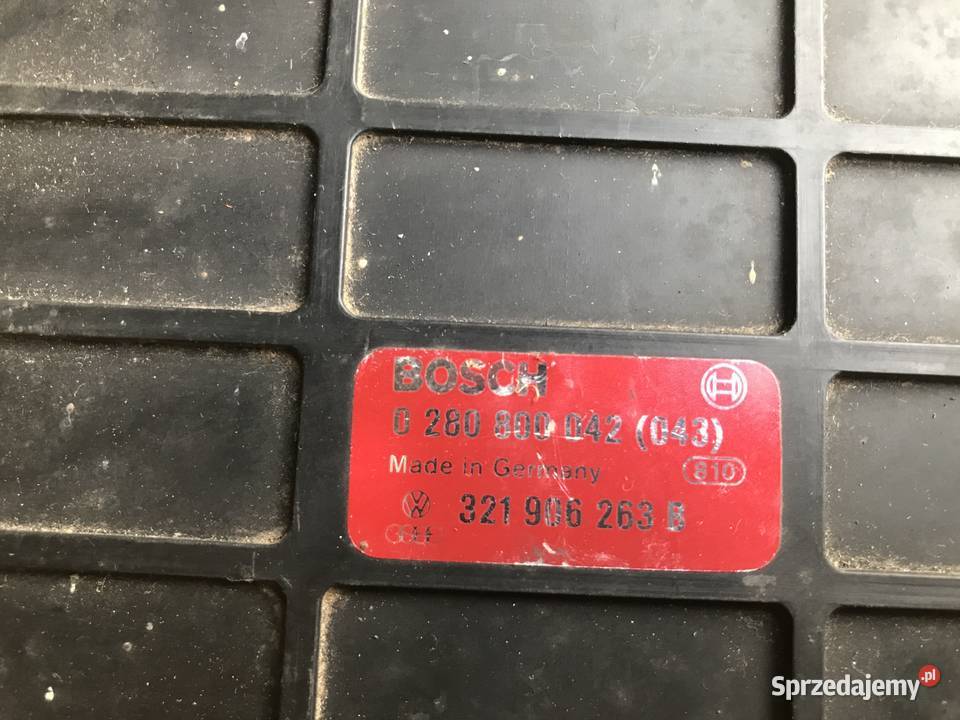 BOSCH
0 280 800 042 (043)
Made in Germany 810
321 906 263 B
Sprzedajemy.pl